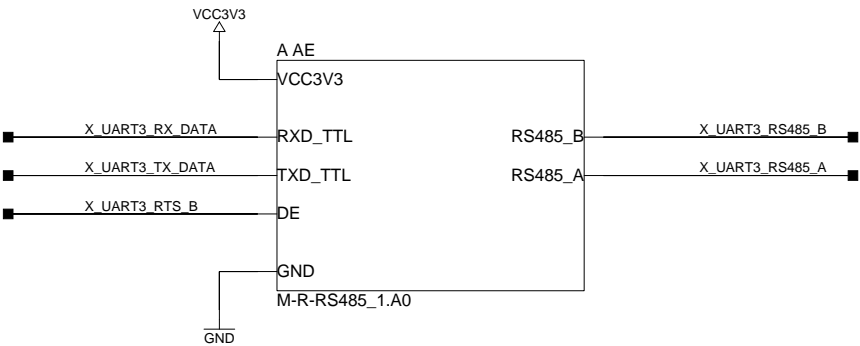 VCC3V3
A AE
VCC3V3
X_UART3_RX_DATA RXD_TTL RS485_B X_UART3_RS485_B
X_UART3_TX_DATA TXD_TTL RS485_A X_UART3_RS485_A
X_UART3_RTS_B DE
GND
M-R-RS485_1.A0
GND